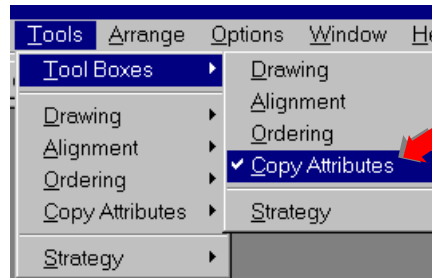 Tools Arrange Options Window He
Tool Boxes
Drawing
Alignment
Ordering
Copy Attributes
Strategy
Drawing
Alignment
Ordering
Copy Attributes
Strategy